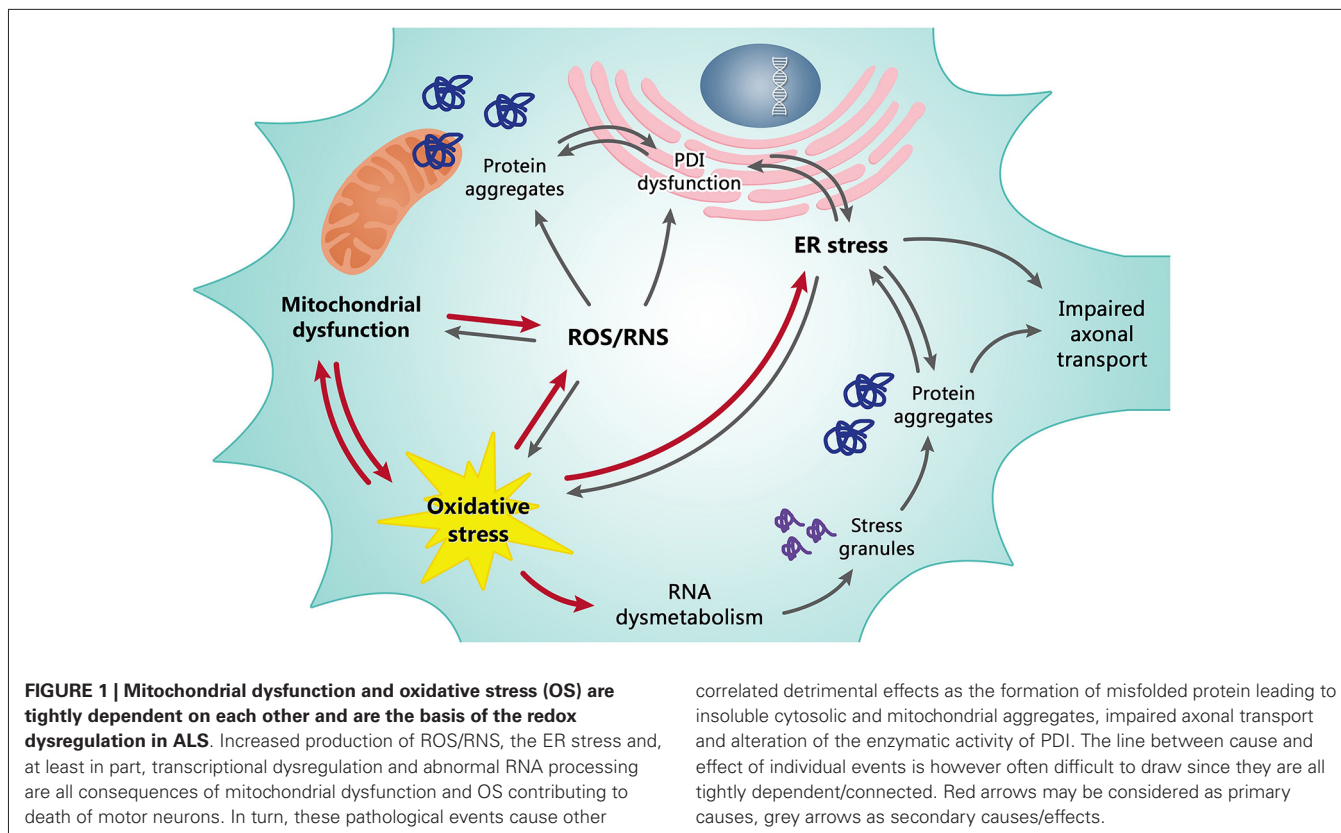 Protein
aggregates
PDI
dysfunction
ER stress
Mitochondrial
dysfunction
ROS/RNS
Impaired
axonal
transport
Protein
aggregates
Oxidative
stress
Stress
granules
RNA
dysmetabolism
FIGURE 1 | Mitochondrial dysfunction and oxidative stress (OS) are
tightly dependent on each other and are the basis of the redox
dysregulation in ALS. Increased production of ROS/RNS, the ER stress and,
at least in part, transcriptional dysregulation and abnormal RNA processing
are all consequences of mitochondrial dysfunction and OS contributing to
death of motor neurons. In turn, these pathological events cause other
correlated detrimental effects as the formation of misfolded protein leading to
insoluble cytosolic and mitochondrial aggregates, impaired axonal transport
and alteration of the enzymatic activity of PDI. The line between cause and
effect of individual events is however often difficult to draw since they are all
tightly dependent/connected. Red arrows may be considered as primary
causes, grey arrows as secondary causes/effects.